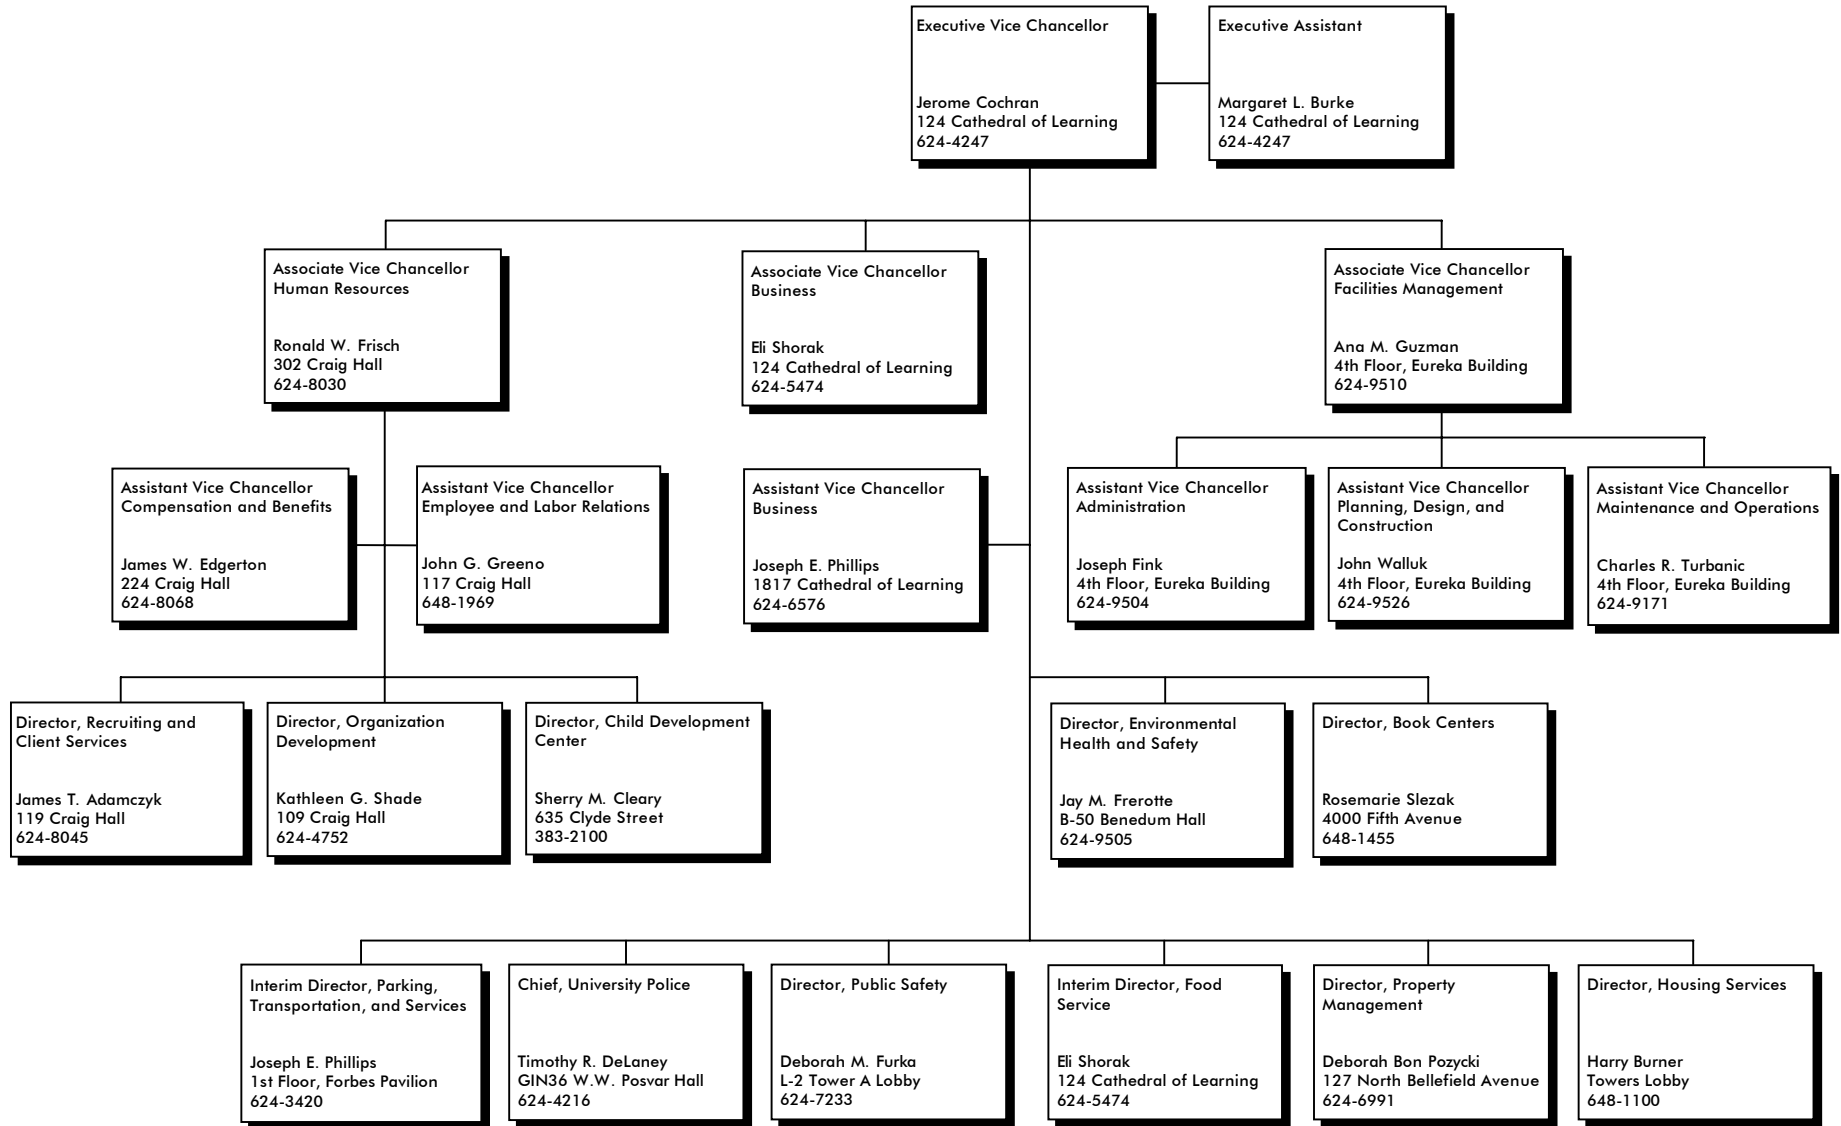 Executive Vice Chancellor
Jerome Cochran
124 Cathedral of Learning
624-4247
Executive Assistant
Margaret L. Burke
124 Cathedral of Learning
624-4247
Associate Vice Chancellor
Human Resources
Ronald W. Frisch
302 Craig Hall
624-8030
Associate Vice Chancellor
Business
Eli Shorak
124 Cathedral of Learning
624-5474
Associate Vice Chancellor
Facilities Management
Ana M. Guzman
4th Floor, Eureka Building
624-9510
Assistant Vice Chancellor
Compensation and Benefits
James W. Edgerton
224 Craig Hall
624-8068
Assistant Vice Chancellor
Employee and Labor Relations
John G. Greeno
117 Craig Hall
648-1969
Assistant Vice Chancellor
Business
Joseph E. Phillips
1817 Cathedral of Learning
624-6576
Assistant Vice Chancellor
Administration
Joseph Fink
4th Floor, Eureka Building
624-9504
Assistant Vice Chancellor
Planning, Design, and
Construction
John Walluk
4th Floor, Eureka Building
624-9526
Assistant Vice Chancellor
Maintenance and Operations
Charles R. Turbanic
4th Floor, Eureka Building
624-9171
Director, Recruiting and
Client Services
James T. Adamczyk
119 Craig Hall
624-8045
Director, Organization
Development
Kathleen G. Shade
109 Craig Hall
624-4752
Director, Child Development
Center
Sherry M. Cleary
635 Clyde Street
383-2100
Director, Environmental
Health and Safety
Jay M. Frerotte
B-50 Benedum Hall
624-9505
Director, Book Centers
Rosemarie Slezak
4000 Fifth Avenue
648-1455
Interim Director, Parking,
Transportation, and Services
Joseph E. Phillips
1st Floor, Forbes Pavilion
624-3420
Chief, University Police
Timothy R. DeLaney
GIN36 W.W. Posvar Hall
624-4216
Director, Public Safety
Deborah M. Furka
L-2 Tower A Lobby
624-7233
Interim Director, Food
Service
Eli Shorak
124 Cathedral of Learning
624-5474
Director, Property
Management
Deborah Bon Pozycki
127 North Bellefield Avenue
624-6991
Director, Housing Services
Harry Burner
Towers Lobby
648-1100